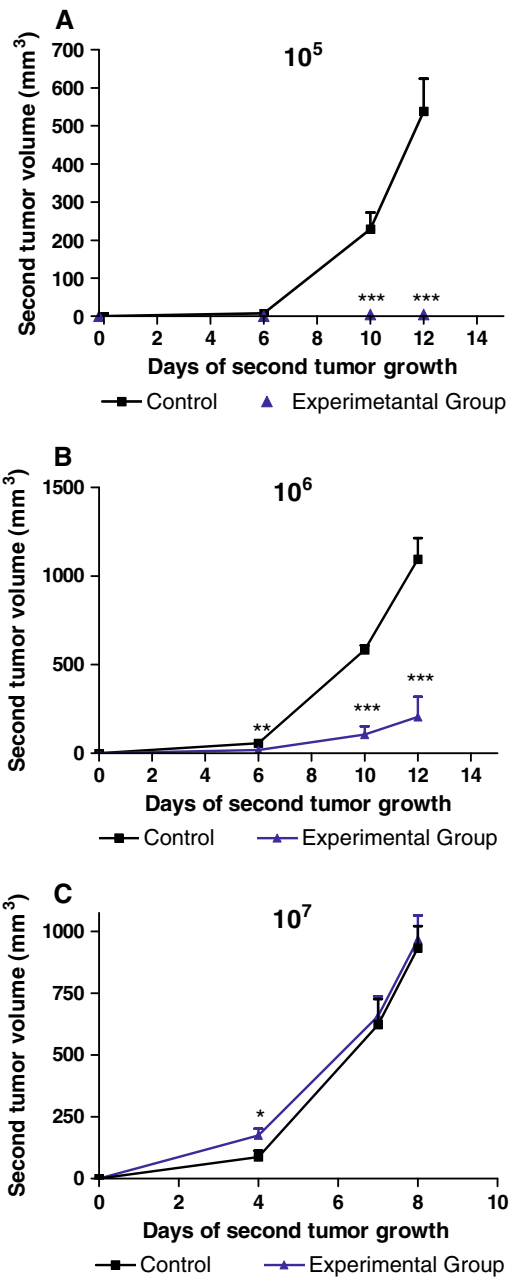 A
10⁵
Second tumor volume (mm³)
700
600
500
400
300
200
100
0
*** ***
0 2 4 6 8 10 12 14
Days of second tumor growth
Control Experimetantal Group
B
10⁶
Second tumor volume (mm³)
1500
1000
500
0
** *** ***
0 2 4 6 8 10 12 14
Days of second tumor growth
Control Experimental Group
C
10⁷
Second tumor volume (mm³)
1000
750
500
250
0
*
0 2 4 6 8 10
Days of second tumor growth
Control Experimental Group